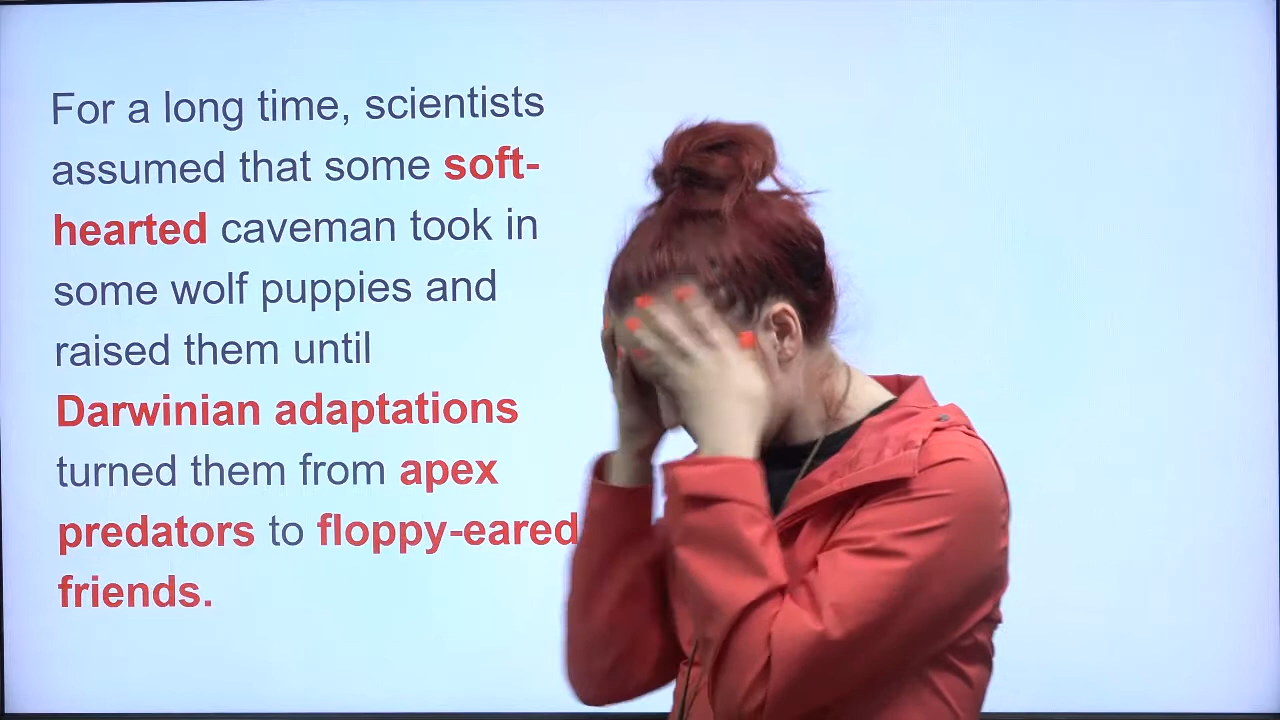 For a long time, scientists
assumed that some soft-
hearted caveman took in
some wolf puppies and
raised them until
Darwinian adaptations
turned them from apex
predators to floppy-eared
friends.